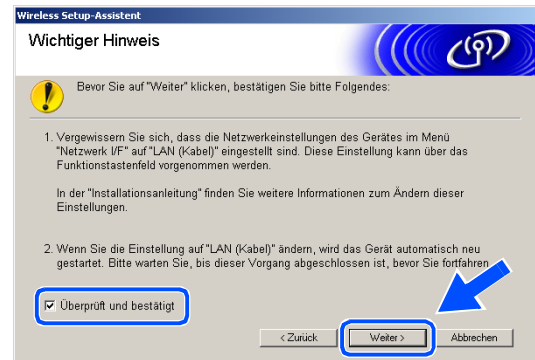 Wireless Setup-Assistent
Wichtiger Hinweis
Bevor Sie auf "Weiter" klicken, bestätigen Sie bitte Folgendes:
1. Vergewissern Sie sich, dass die Netzwerkeinstellungen des Gerätes im Menü
"Netzwerk I/F" auf "LAN (Kabel)" eingestellt sind. Diese Einstellung kann über das
Funktionstastenfeld vorgenommen werden.
In der "Installationsanleitung" finden Sie weitere Informationen zum Ändern dieser
Einstellungen.
2. Wenn Sie die Einstellung auf "LAN (Kabel)" ändern, wird das Gerät automatisch neu
gestartet. Bitte warten Sie, bis dieser Vorgang abgeschlossen ist, bevor Sie fortfahren
Überprüft und bestätigt
< Zurück
Weiter >
Abbrechen